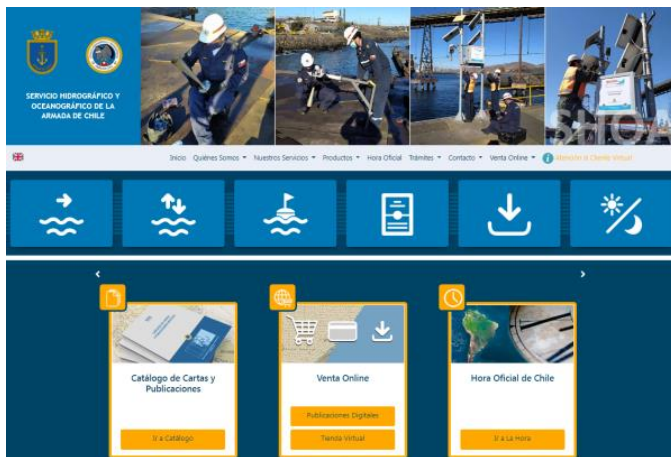 SERVICIO HIDROGRÁFICO Y
OCEANOGRÁFICO DE LA
ARMADA DE CHILE
SHOA
Inicio Quiénes Somos Nuestros Servicios Productos Hora Oficial Trámites Contacto Venta Online Atención al Cliente Virtual
Catálogo de Cartas y
Publicaciones
Ir a Catálogo
Venta Online
Publicaciones Digitales
Tienda Virtual
Hora Oficial de Chile
Ir a La Hora